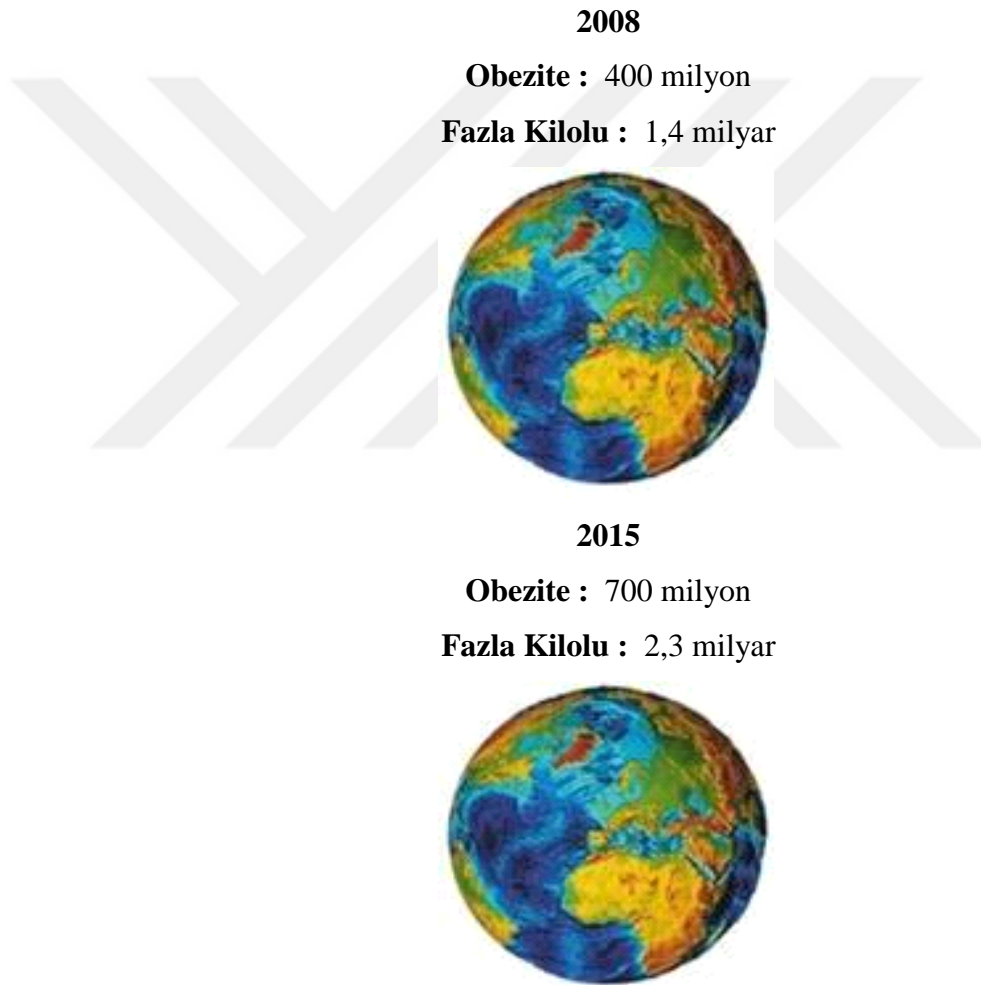 2008
Obezite : 400 milyon
Fazla Kilolu : 1,4 milyar
2015
Obezite : 700 milyon
Fazla Kilolu : 2,3 milyar